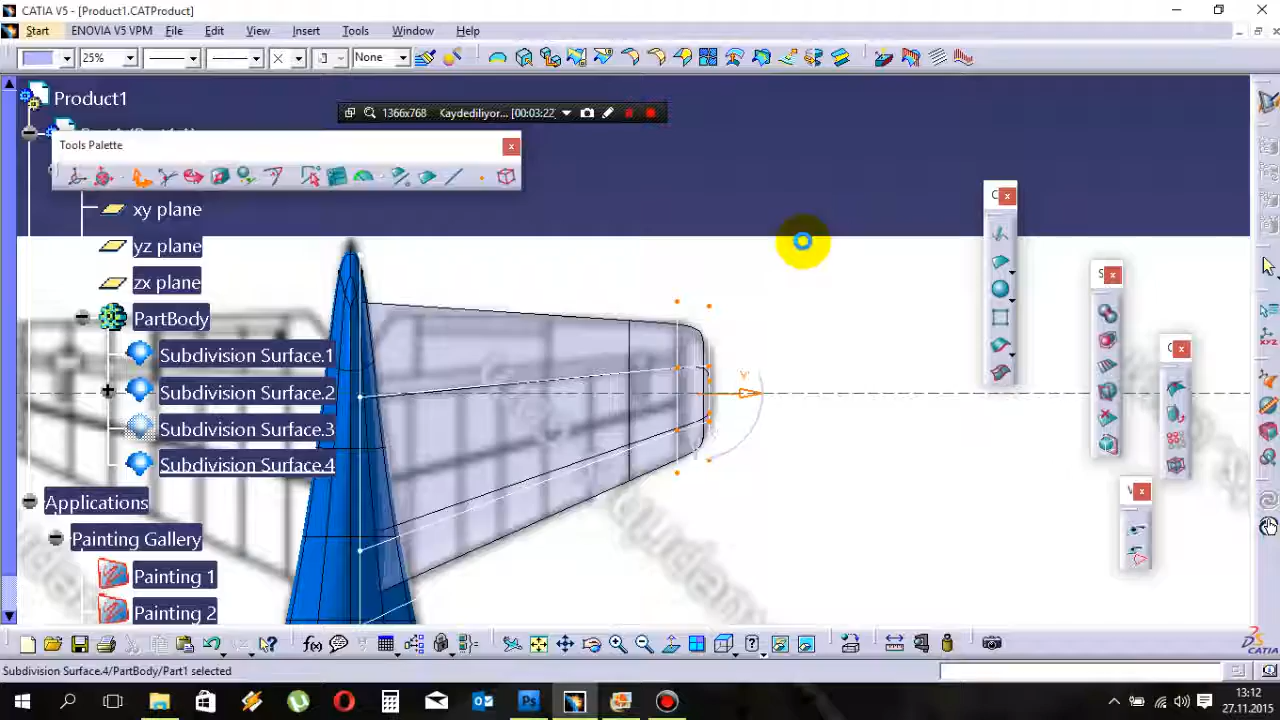 CATIA V5 - [Product1.CATProduct]
Start ENOVIA V5 VPM File Edit View Insert Tools Window Help
25% None
Product1
1366x768 Kaydediliyor... [00:03:22]
Tools Palette
xy plane
yz plane
zx plane
PartBody
Subdivision Surface.1
Subdivision Surface.2
Subdivision Surface.3
Subdivision Surface.4
Applications
Painting Gallery
Painting 1
Painting 2
Subdivision Surface.4/PartBody/Part1 selected
CATIA
13:12
27.11.2015